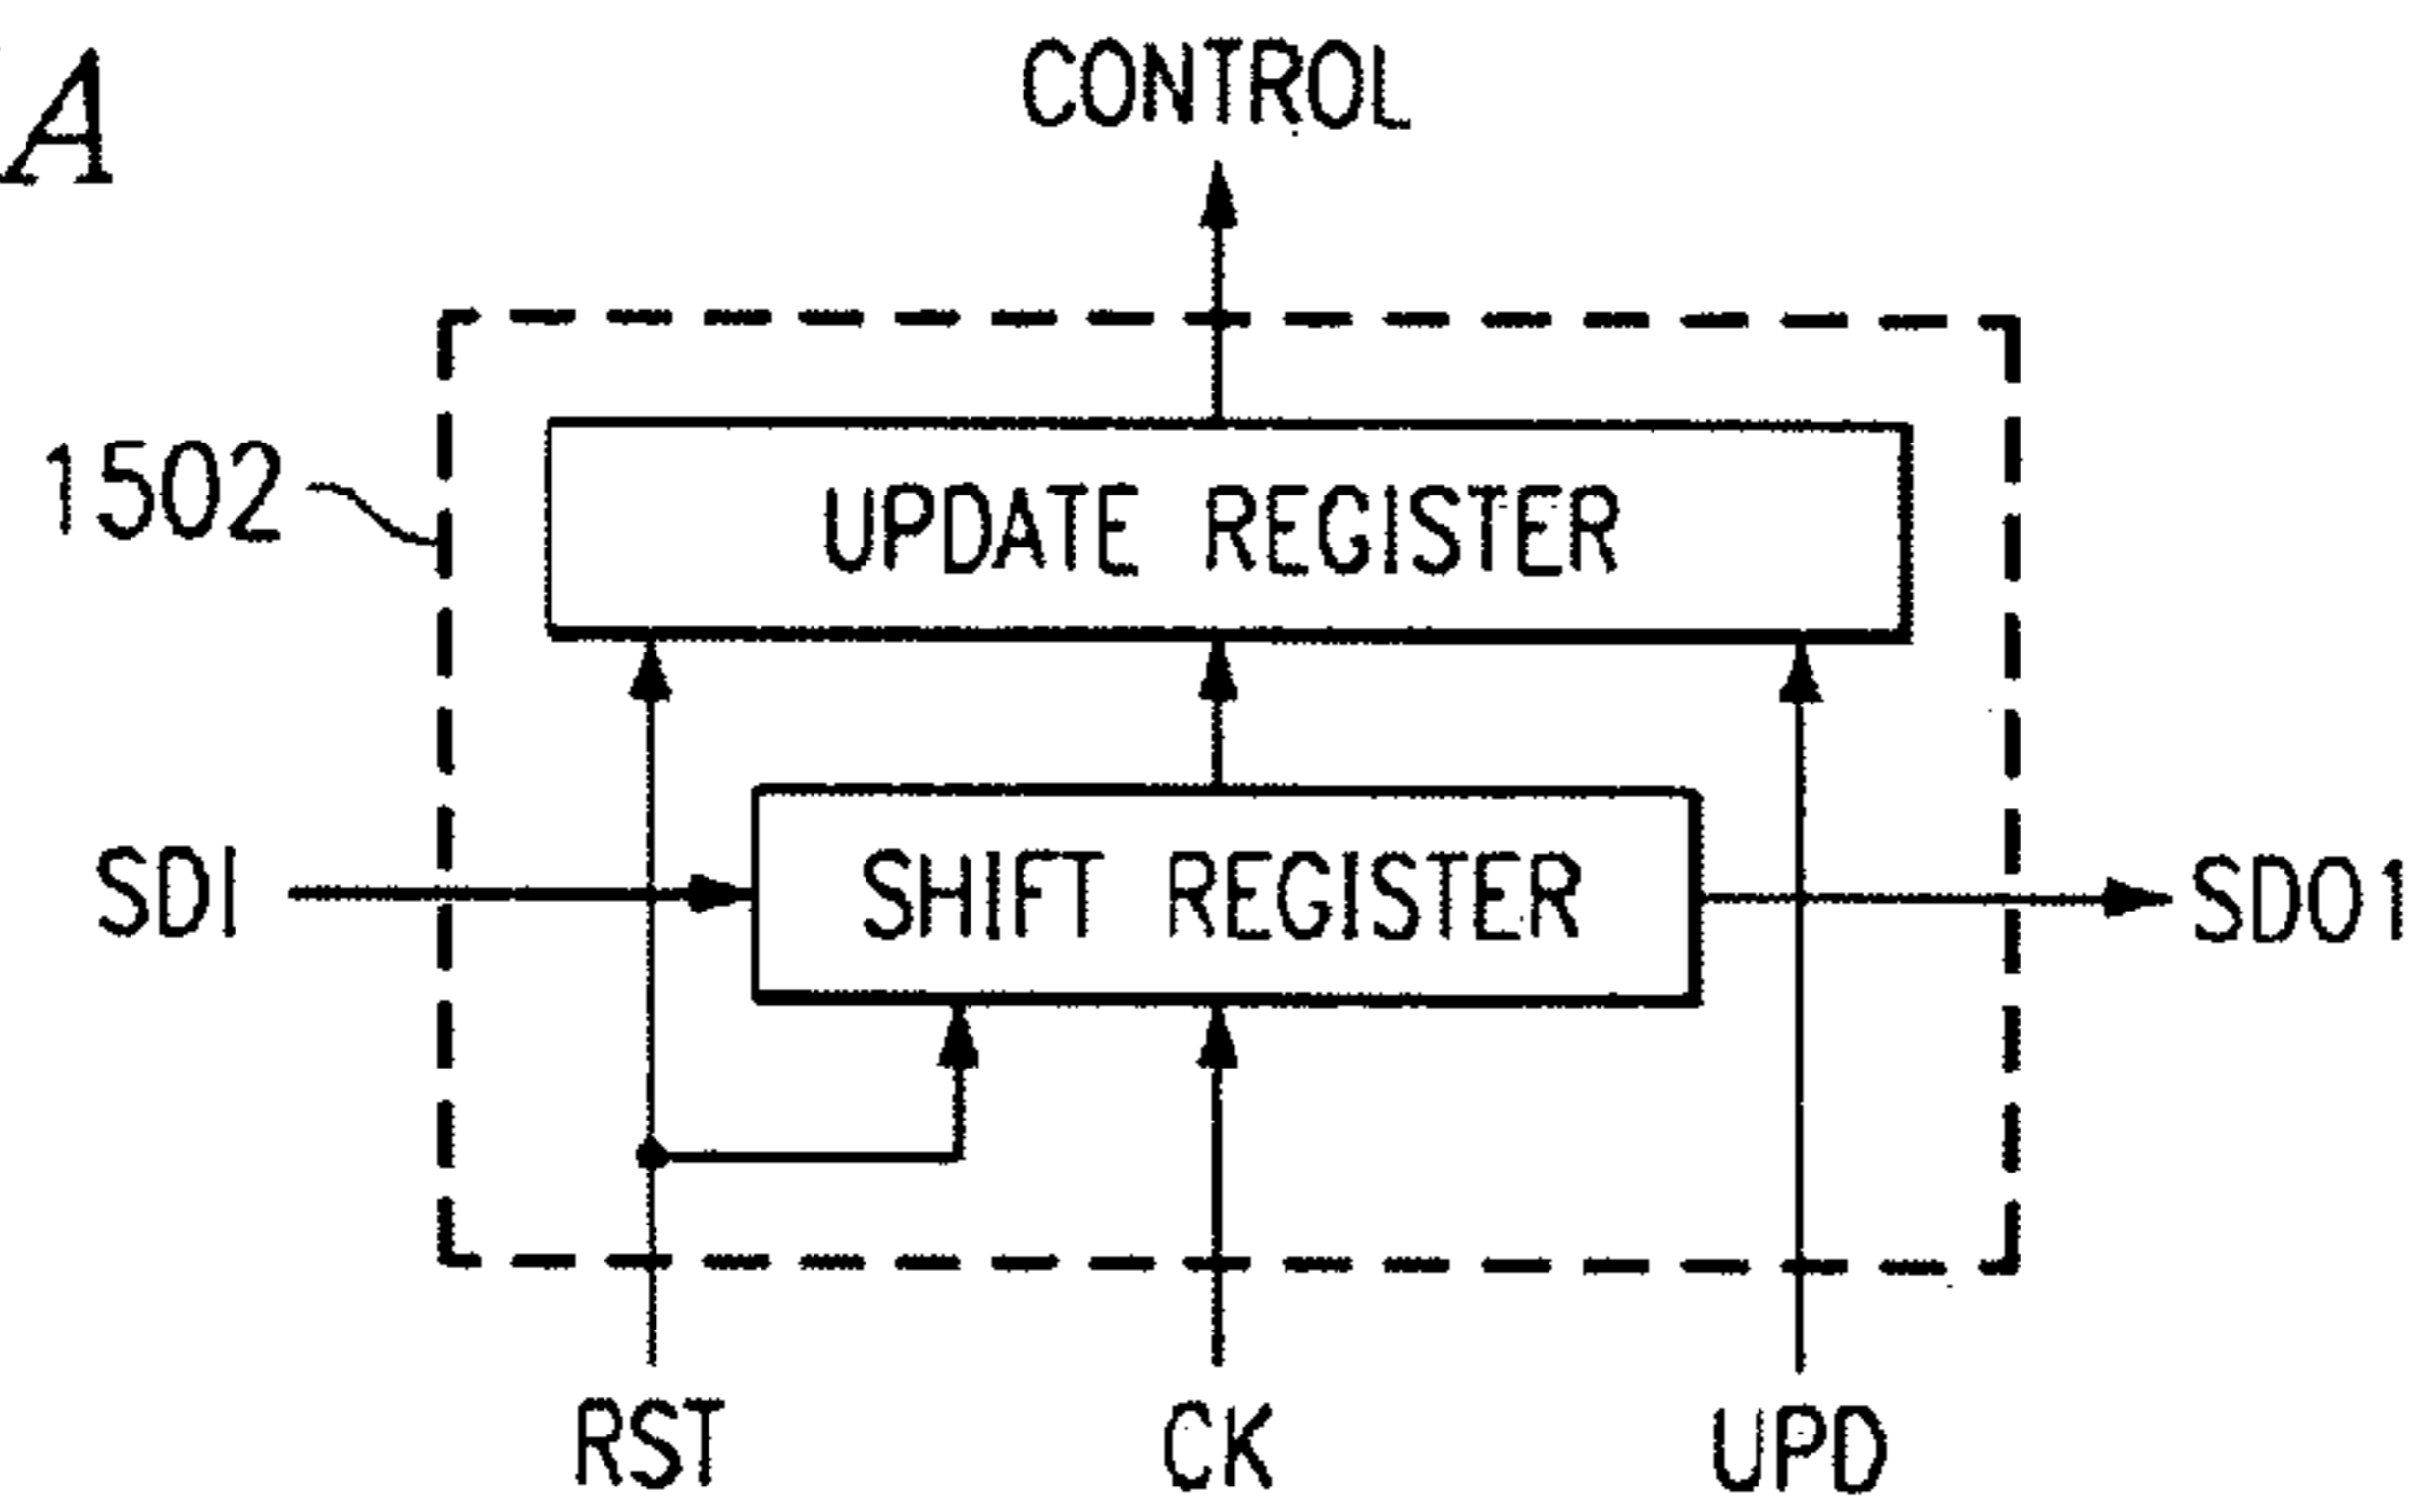 A
CONTROL
1502
UPDATE REGISTER
SDI
SHIFT REGISTER
SDO1
RST
CK
UPD